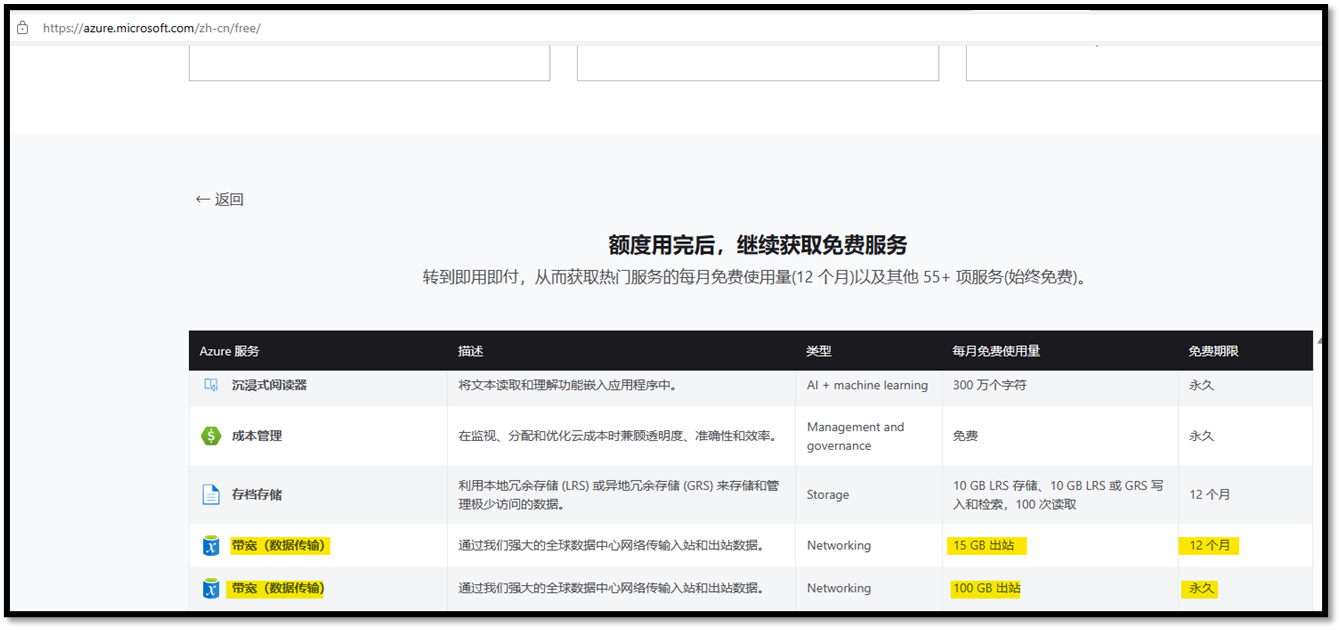 https://azure.microsoft.com/zh-cn/free/
← 返回
额度用完后，继续获取免费服务
转到即用即付，从而获取热门服务的每月免费使用量(12 个月)以及其他 55+ 项服务(始终免费)。
Azure 服务 描述 类型 每月免费使用量 免费期限
沉浸式阅读器 将文本读取和理解功能嵌入应用程序中。 AI + machine learning 300 万个字符 永久
成本管理 在监视、分配和优化云成本时兼顾透明度、准确性和效率。 Management and governance 免费 永久
存档存储 利用本地冗余存储 (LRS) 或异地冗余存储 (GRS) 来存储和管理极少访问的数据。 Storage 10 GB LRS 存储、10 GB LRS 或 GRS 写入和检索，100 次读取 12 个月
带宽（数据传输） 通过我们强大的全球数据中心网络传输入站和出站数据。 Networking 15 GB 出站 12 个月
带宽（数据传输） 通过我们强大的全球数据中心网络传输入站和出站数据。 Networking 100 GB 出站 永久